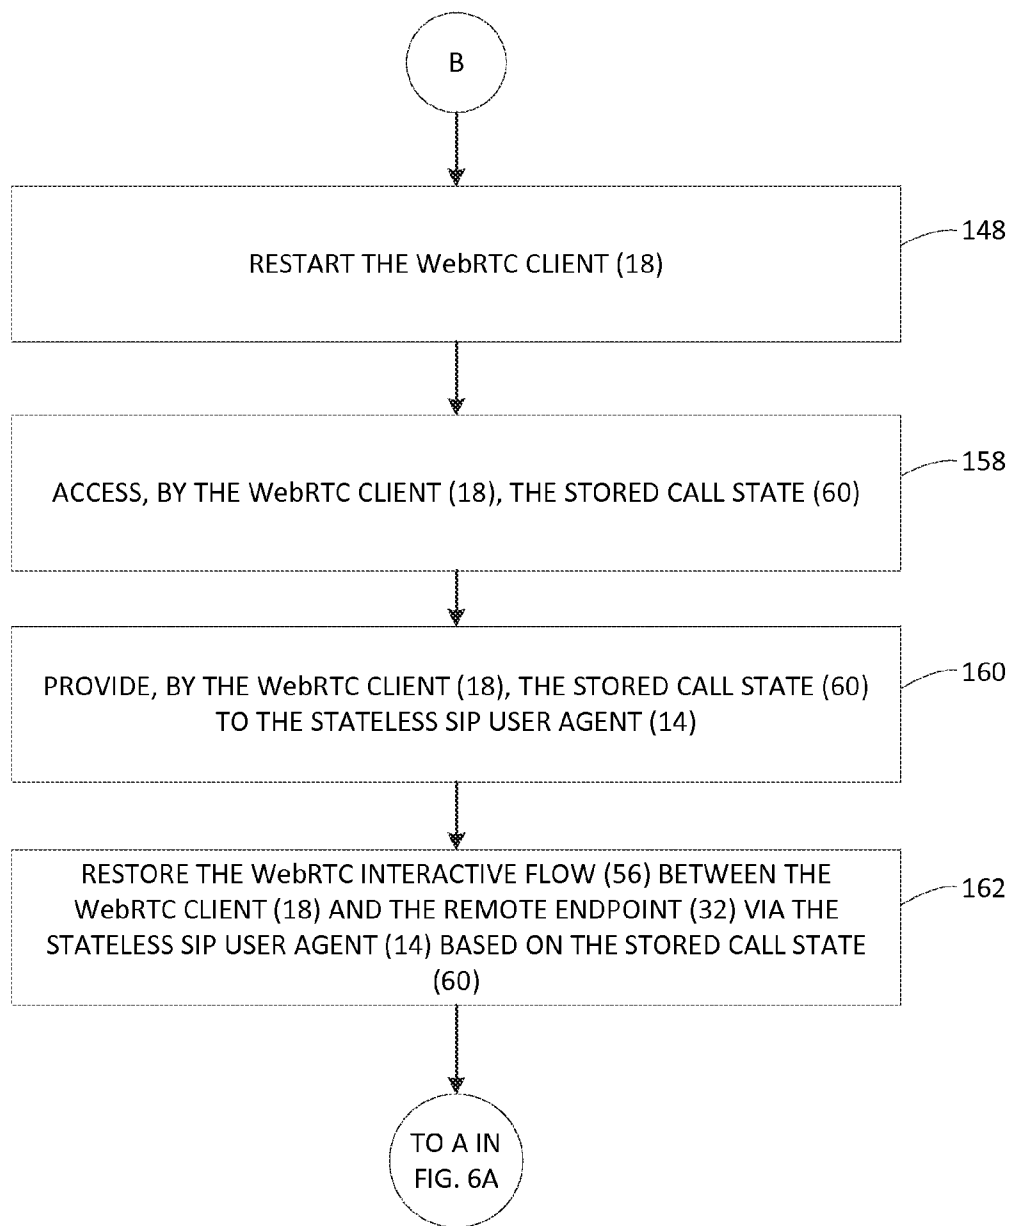 B
RESTART THE WebRTC CLIENT (18)
148
ACCESS, BY THE WebRTC CLIENT (18), THE STORED CALL STATE (60)
158
PROVIDE, BY THE WebRTC CLIENT (18), THE STORED CALL STATE (60)
TO THE STATELESS SIP USER AGENT (14)
160
RESTORE THE WebRTC INTERACTIVE FLOW (56) BETWEEN THE
WebRTC CLIENT (18) AND THE REMOTE ENDPOINT (32) VIA THE
STATELESS SIP USER AGENT (14) BASED ON THE STORED CALL STATE
(60)
162
TO A IN
FIG. 6A